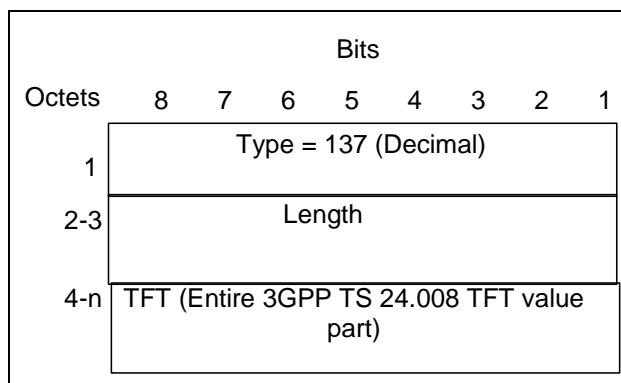 Bits
Octets 8 7 6 5 4 3 2 1
1 Type = 137 (Decimal)
2-3 Length
4-n TFT (Entire 3GPP TS 24.008 TFT value
part)